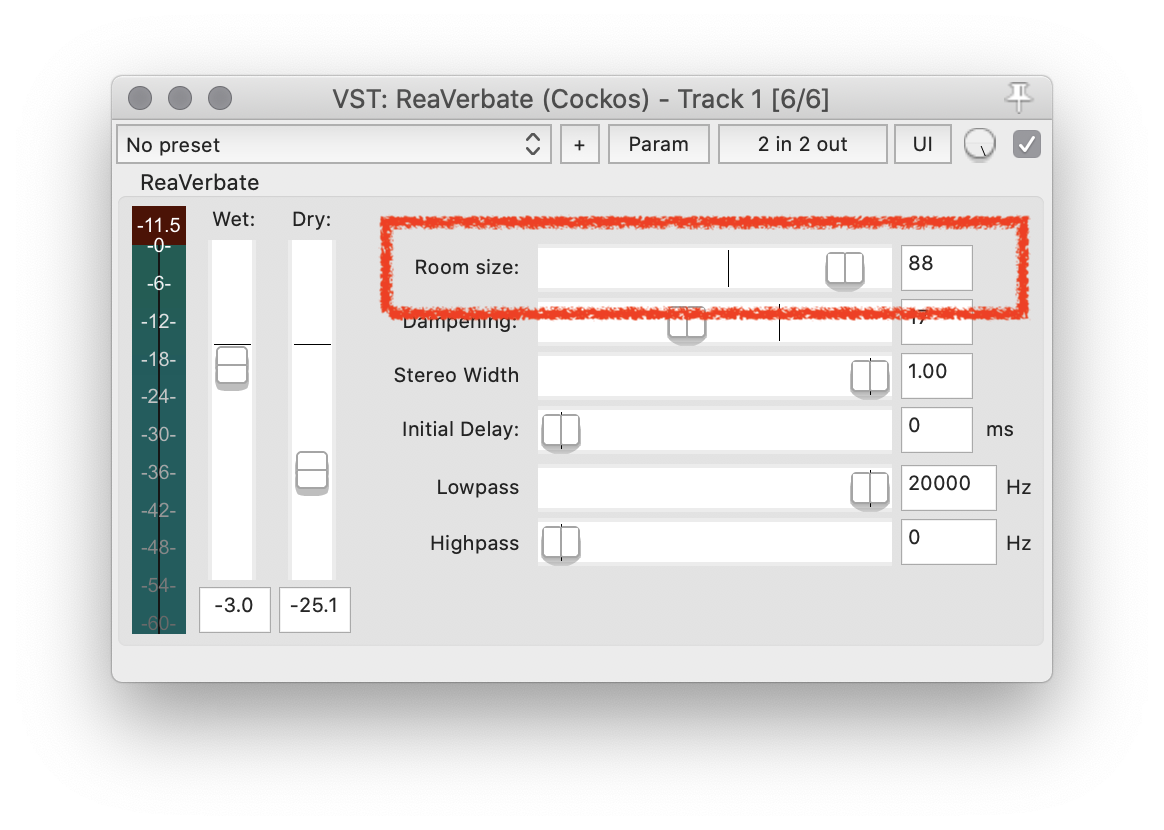 VST: ReaVerbate (Cockos) - Track 1 [6/6]
No preset + Param 2 in 2 out UI
ReaVerbate
-11.5 Wet: Dry:
-0-
-6-
-12-
-18-
-24-
-30-
-36-
-42-
-48-
-54-
-60-
-3.0 -25.1
Room size: 88
Dampening: 17
Stereo Width 1.00
Initial Delay: 0 ms
Lowpass 20000 Hz
Highpass 0 Hz